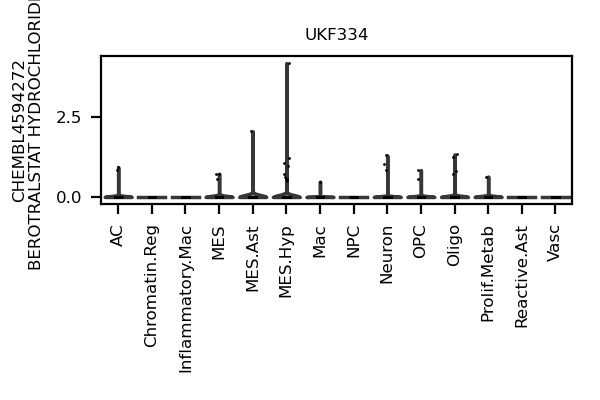 UKF334
CHEMBL4594272
BEROTRALSTAT HYDROCHLORIDE
2.5
0.0
AC
Chromatin.Reg
Inflammatory.Mac
MES
MES.Ast
MES.Hyp
Mac
NPC
Neuron
OPC
Oligo
Prolif.Metab
Reactive.Ast
Vasc